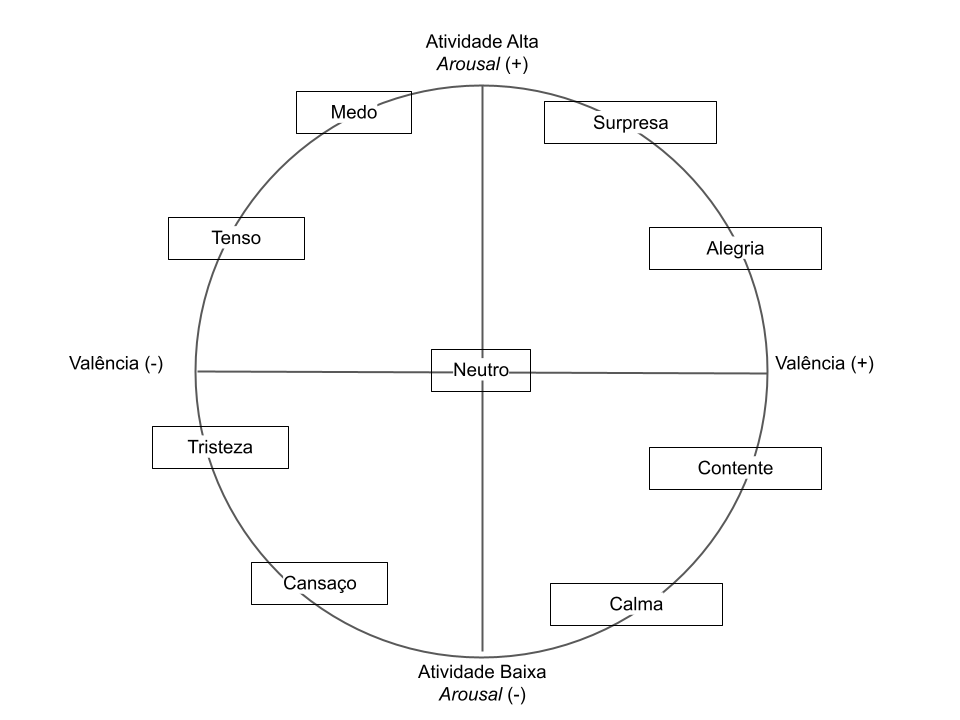 Atividade Alta
Arousal (+)
Medo
Surpresa
Tenso
Alegria
Valência (-)
Neutro
Valência (+)
Tristeza
Contente
Cansaço
Calma
Atividade Baixa
Arousal (-)